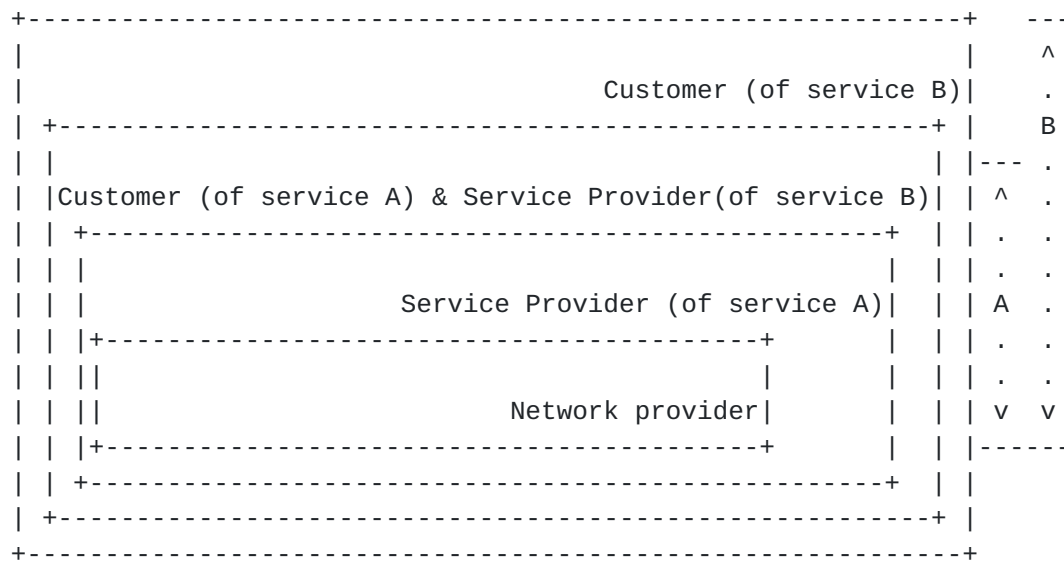 Customer (of service B)
B
Customer (of service A) & Service Provider(of service B)
Service Provider (of service A)
A
Network provider
v v